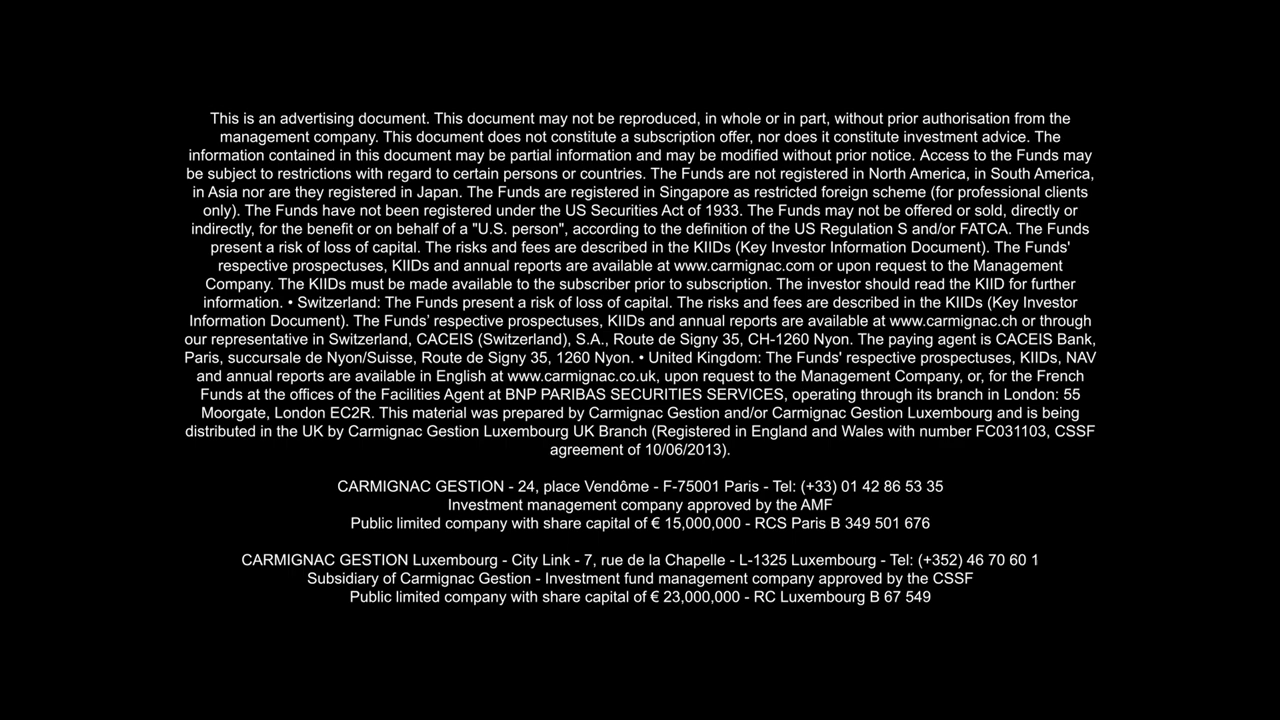 This is an advertising document. This document may not be reproduced, in whole or in part, without prior authorisation from the
management company. This document does not constitute a subscription offer, nor does it constitute investment advice. The
information contained in this document may be partial information and may be modified without prior notice. Access to the Funds may
be subject to restrictions with regard to certain persons or countries. The Funds are not registered in North America, in South America,
in Asia nor are they registered in Japan. The Funds are registered in Singapore as restricted foreign scheme (for professional clients
only). The Funds have not been registered under the US Securities Act of 1933. The Funds may not be offered or sold, directly or
indirectly, for the benefit or on behalf of a "U.S. person", according to the definition of the US Regulation S and/or FATCA. The Funds
present a risk of loss of capital. The risks and fees are described in the KIIDs (Key Investor Information Document). The Funds'
respective prospectuses, KIIDs and annual reports are available at www.carmignac.com or upon request to the Management
Company. The KIIDs must be made available to the subscriber prior to subscription. The investor should read the KIID for further
information. • Switzerland: The Funds present a risk of loss of capital. The risks and fees are described in the KIIDs (Key Investor
Information Document). The Funds’ respective prospectuses, KIIDs and annual reports are available at www.carmignac.ch or through
our representative in Switzerland, CACEIS (Switzerland), S.A., Route de Signy 35, CH-1260 Nyon. The paying agent is CACEIS Bank,
Paris, succursale de Nyon/Suisse, Route de Signy 35, 1260 Nyon. • United Kingdom: The Funds' respective prospectuses, KIIDs, NAV
and annual reports are available in English at www.carmignac.co.uk, upon request to the Management Company, or, for the French
Funds at the offices of the Facilities Agent at BNP PARIBAS SECURITIES SERVICES, operating through its branch in London: 55
Moorgate, London EC2R. This material was prepared by Carmignac Gestion and/or Carmignac Gestion Luxembourg and is being
distributed in the UK by Carmignac Gestion Luxembourg UK Branch (Registered in England and Wales with number FC031103, CSSF
agreement of 10/06/2013).
CARMIGNAC GESTION - 24, place Vendôme - F-75001 Paris - Tel: (+33) 01 42 86 53 35
Investment management company approved by the AMF
Public limited company with share capital of € 15,000,000 - RCS Paris B 349 501 676
CARMIGNAC GESTION Luxembourg - City Link - 7, rue de la Chapelle - L-1325 Luxembourg - Tel: (+352) 46 70 60 1
Subsidiary of Carmignac Gestion - Investment fund management company approved by the CSSF
Public limited company with share capital of € 23,000,000 - RC Luxembourg B 67 549